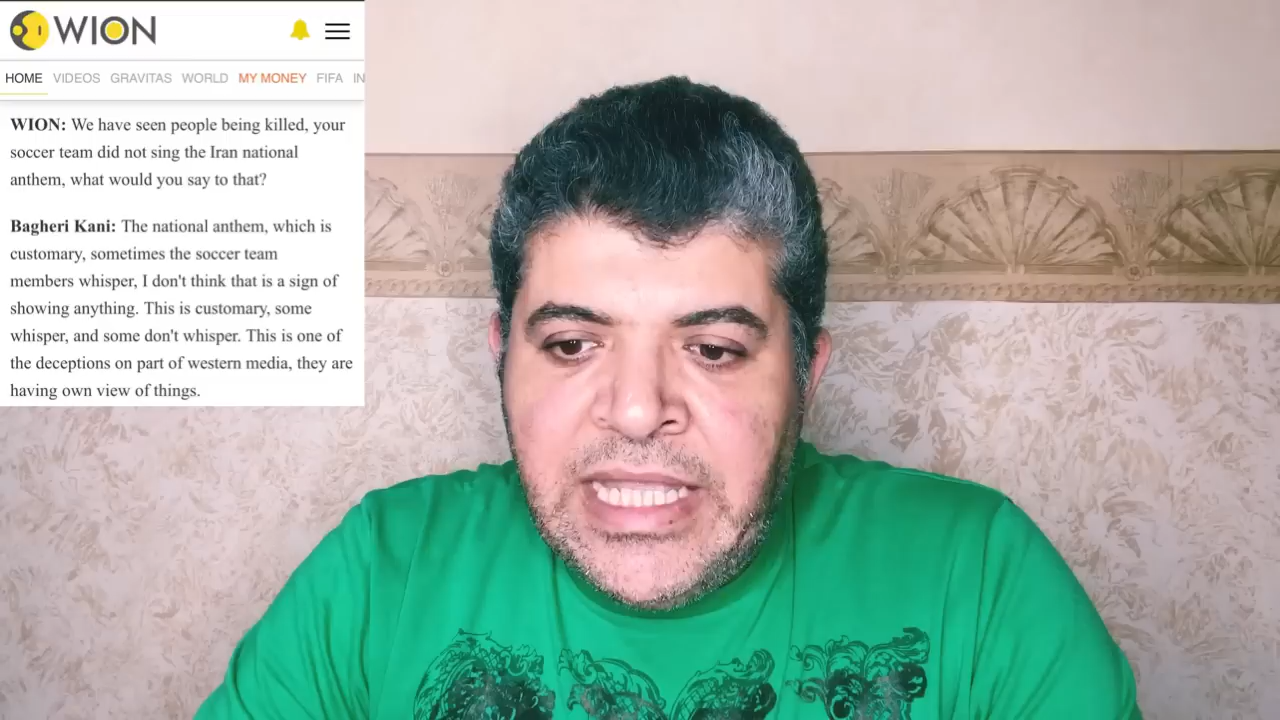 WION
HOME VIDEOS GRAVITAS WORLD MY MONEY FIFA IN
WION: We have seen people being killed, your
soccer team did not sing the Iran national
anthem, what would you say to that?
Bagheri Kani: The national anthem, which is
customary, sometimes the soccer team
members whisper, I don't think that is a sign of
showing anything. This is customary, some
whisper, and some don't whisper. This is one of
the deceptions on part of western media, they are
having own view of things.